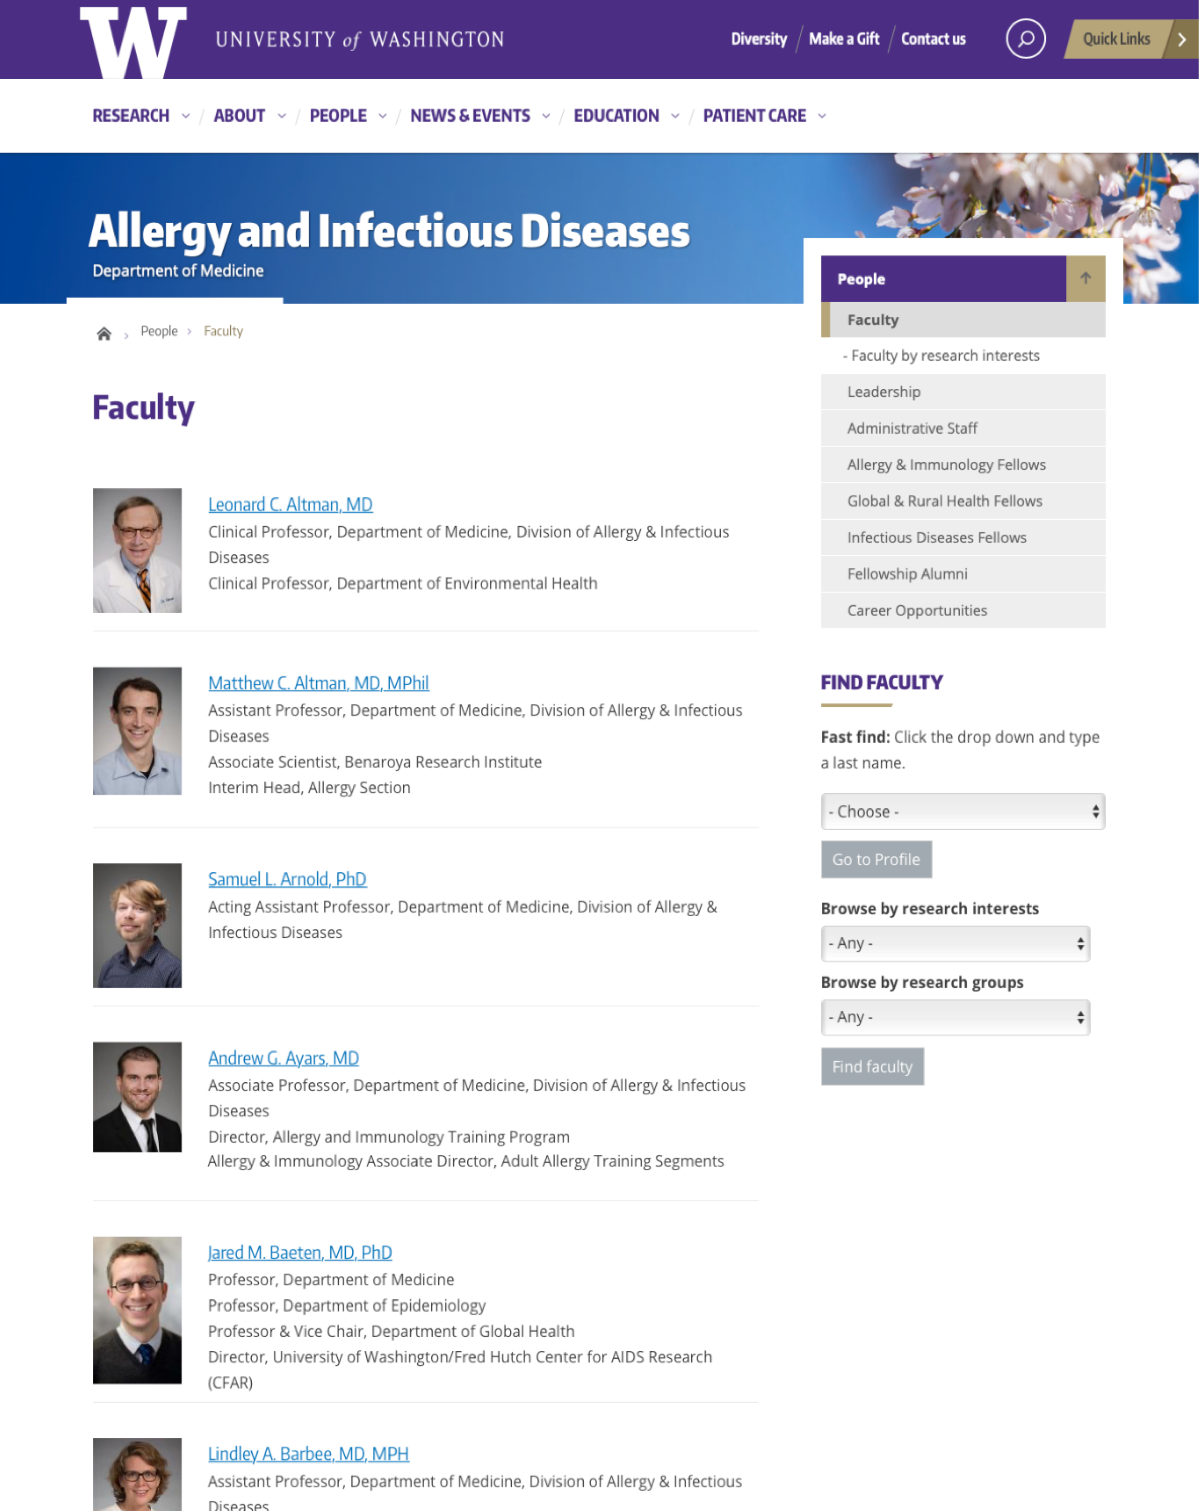 W UNIVERSITY of WASHINGTON
Diversity / Make a Gift / Contact us
Quick Links
RESEARCH / ABOUT / PEOPLE / NEWS & EVENTS / EDUCATION / PATIENT CARE
Allergy and Infectious Diseases
Department of Medicine
People > Faculty
Faculty
Leonard C. Altman, MD
Clinical Professor, Department of Medicine, Division of Allergy & Infectious
Diseases
Clinical Professor, Department of Environmental Health
Matthew C. Altman, MD, MPhil
Assistant Professor, Department of Medicine, Division of Allergy & Infectious
Diseases
Associate Scientist, Benaroya Research Institute
Interim Head, Allergy Section
Samuel L. Arnold, PhD
Acting Assistant Professor, Department of Medicine, Division of Allergy &
Infectious Diseases
Andrew G. Ayars, MD
Associate Professor, Department of Medicine, Division of Allergy & Infectious
Diseases
Director, Allergy and Immunology Training Program
Allergy & Immunology Associate Director, Adult Allergy Training Segments
Jared M. Baeten, MD, PhD
Professor, Department of Medicine
Professor, Department of Epidemiology
Professor & Vice Chair, Department of Global Health
Director, University of Washington/Fred Hutch Center for AIDS Research
(CFAR)
Lindley A. Barbee, MD, MPH
Assistant Professor, Department of Medicine, Division of Allergy & Infectious
Diseases
People
Faculty
- Faculty by research interests
Leadership
Administrative Staff
Allergy & Immunology Fellows
Global & Rural Health Fellows
Infectious Diseases Fellows
Fellowship Alumni
Career Opportunities
FIND FACULTY
Fast find: Click the drop down and type
a last name.
- Choose -
Go to Profile
Browse by research interests
- Any -
Browse by research groups
- Any -
Find faculty